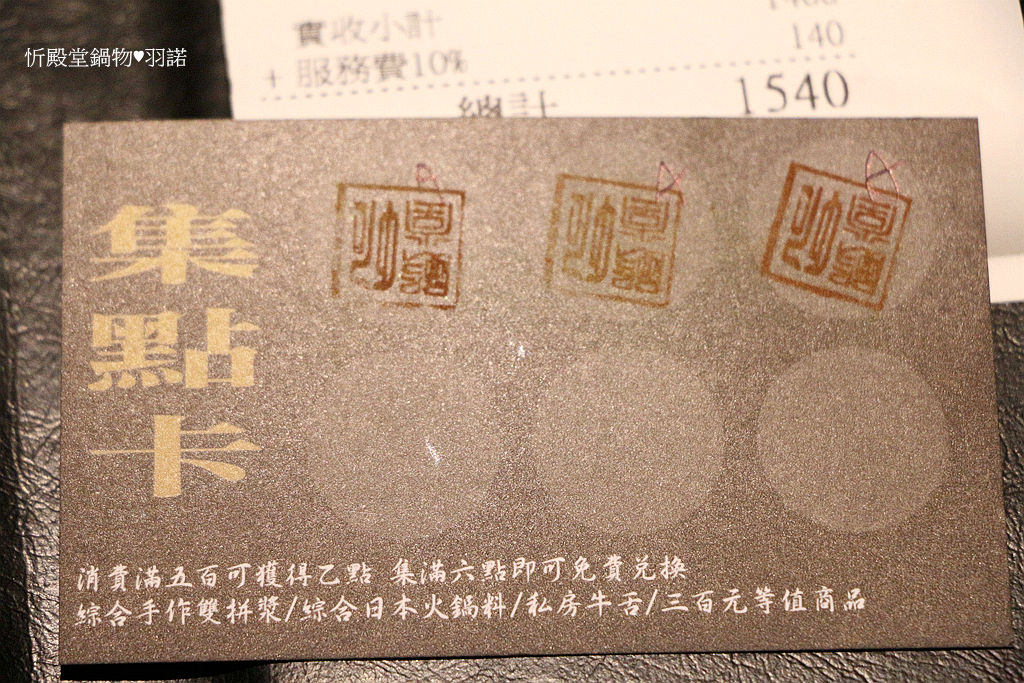 忻殿堂鍋物♥羽諾
實收小計
140
+ 服務費10%
總計 1540
集點卡
消費滿五百可獲得乙點 集滿六點即可免費兌換
綜合手作雙拼漿/綜合日本火鍋料/私房牛舌/三百元等值商品